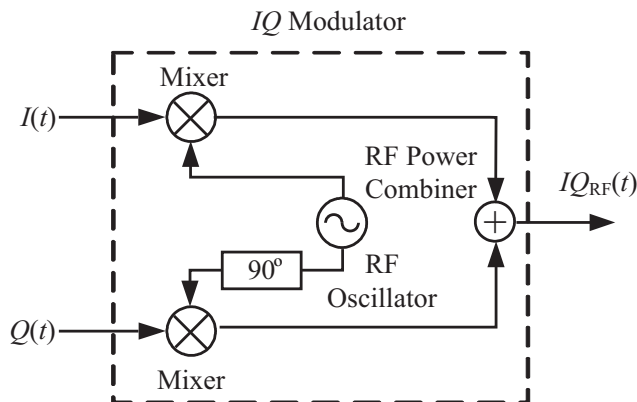 IQ Modulator
Mixer
I(t)
RF Power
Combiner
IQRF(t)
90º
RF
Oscillator
Q(t)
Mixer